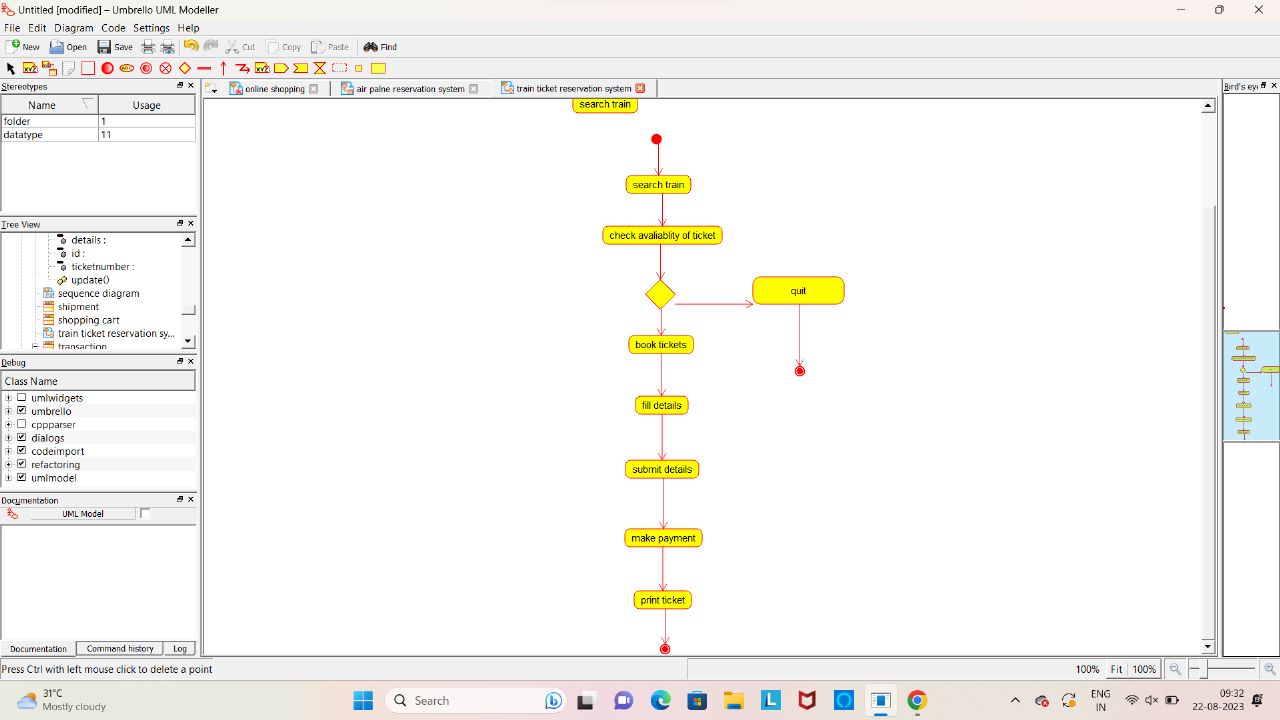 Untitled [modified] – Umbrello UML Modeller
File Edit Diagram Code Settings Help
New Open Save Cut Copy Paste Find
Stereotypes
Name Usage
folder 1
datatype 11
Tree View
details :
id :
ticketnumber :
update()
sequence diagram
shipment
shopping cart
train ticket reservation sy...
transaction
Debug
Class Name
umlwidgets
umbrello
cppparser
dialogs
codeimport
refactoring
umlmodel
Documentation
UML Model
Documentation Command history Log
online shopping air palne reservation system train ticket reservation system
search train
search train
check avaliablity of ticket
quit
book tickets
fill details
submit details
make payment
print ticket
Bird's eye
Press Ctrl with left mouse click to delete a point
100% Fit 100%
31°C
Mostly cloudy
Search
ENG
IN
09:32
22-08-2023